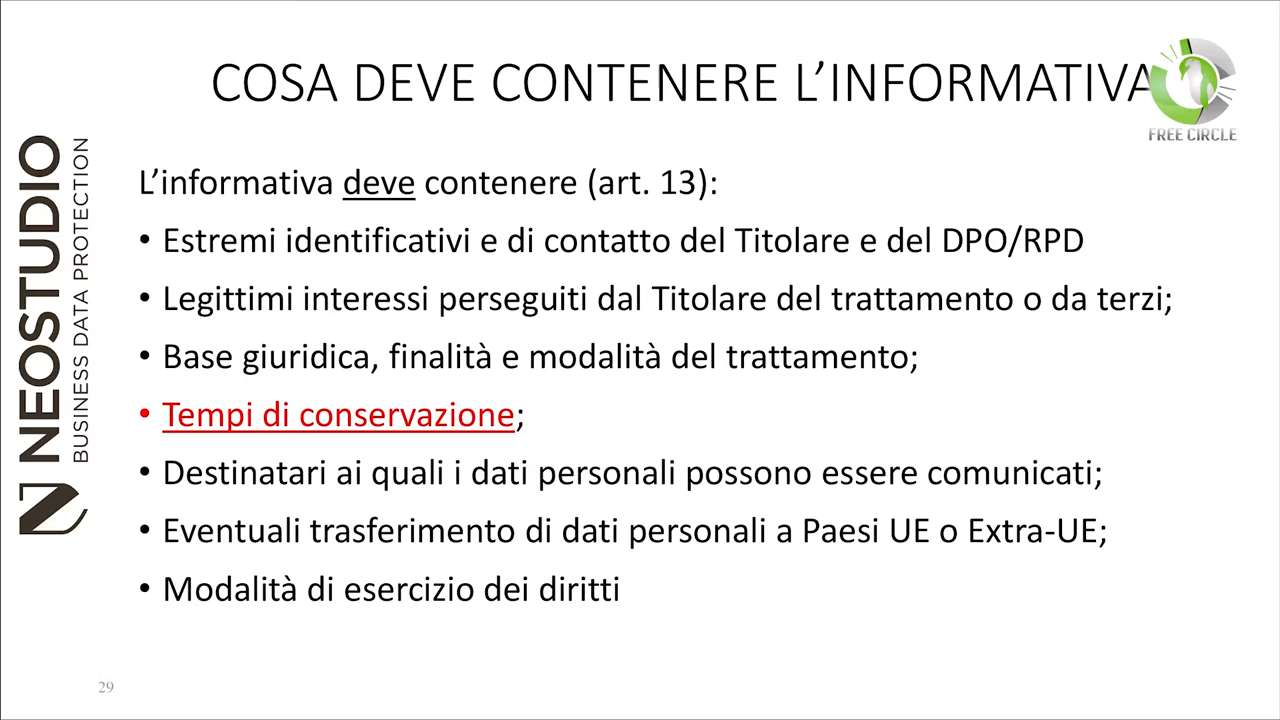 COSA DEVE CONTENERE L'INFORMATIVA
FREE CIRCLE
NEOSTUDIO
BUSINESS DATA PROTECTION
L'informativa deve contenere (art. 13):
• Estremi identificativi e di contatto del Titolare e del DPO/RPD
• Legittimi interessi perseguiti dal Titolare del trattamento o da terzi;
• Base giuridica, finalità e modalità del trattamento;
• Tempi di conservazione;
• Destinatari ai quali i dati personali possono essere comunicati;
• Eventuali trasferimento di dati personali a Paesi UE o Extra-UE;
• Modalità di esercizio dei diritti
29